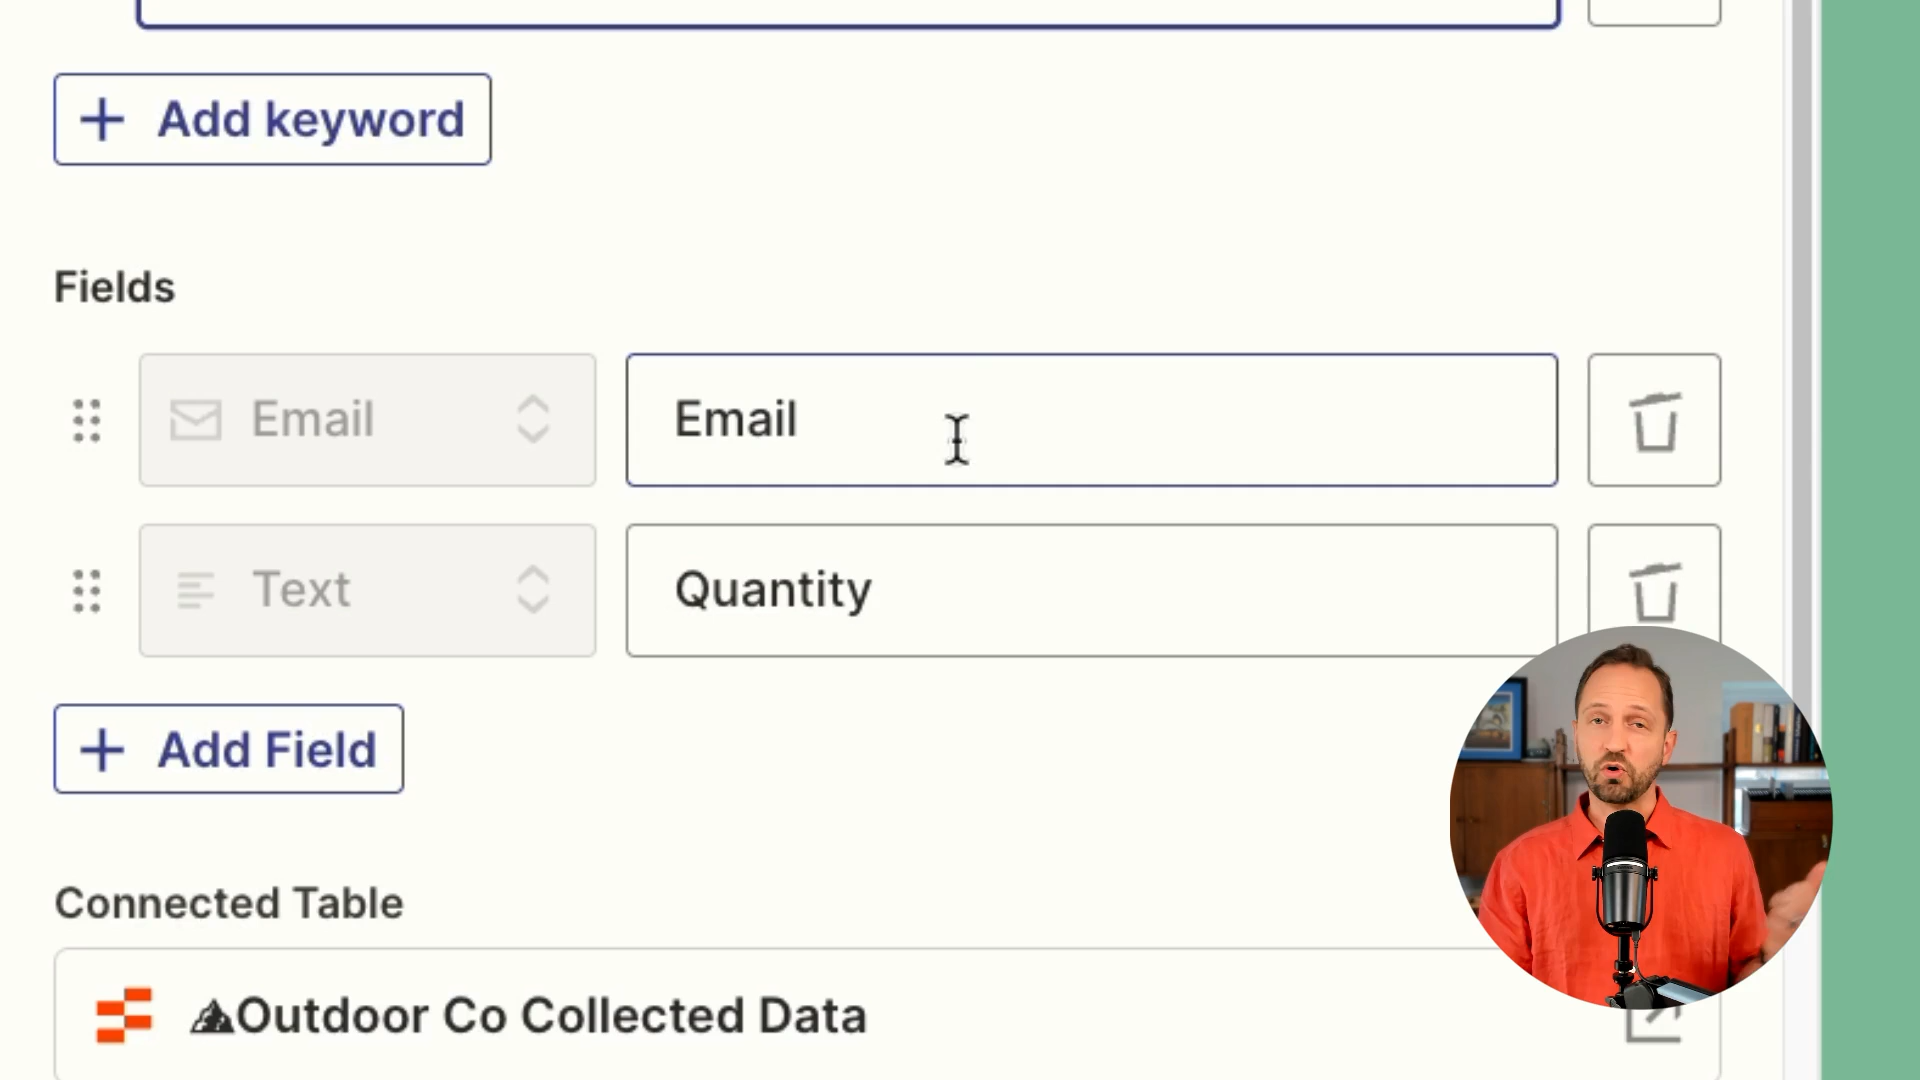 Add keyword
Fields
Email
Email
Text
Quantity
Add Field
Connected Table
Outdoor Co Collected Data